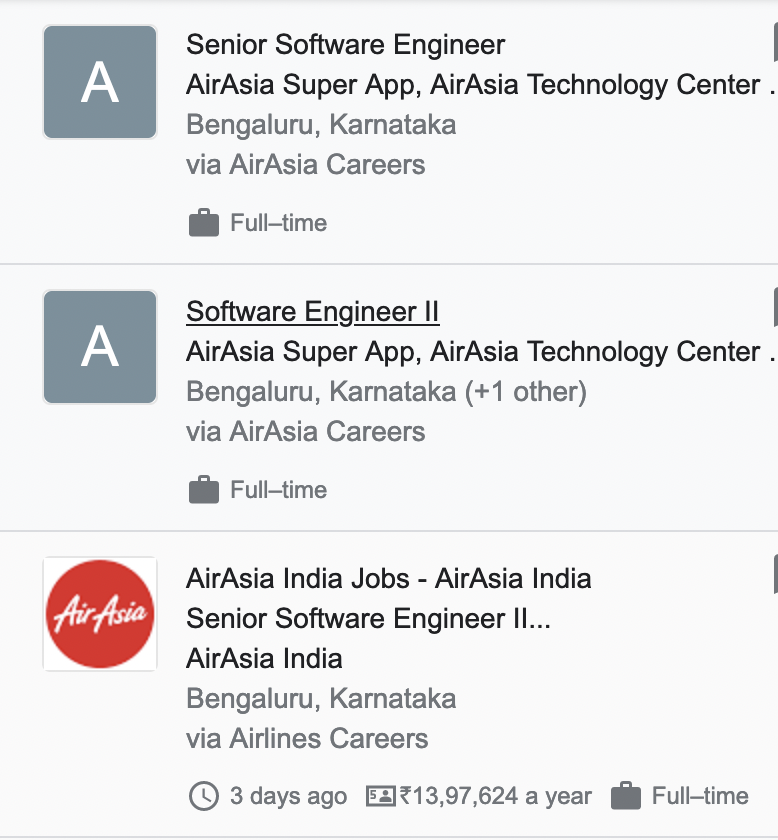 A
Senior Software Engineer
AirAsia Super App, AirAsia Technology Center .
Bengaluru, Karnataka
via AirAsia Careers
Full–time
A
Software Engineer II
AirAsia Super App, AirAsia Technology Center .
Bengaluru, Karnataka (+1 other)
via AirAsia Careers
Full–time
AirAsia
AirAsia India Jobs - AirAsia India
Senior Software Engineer II...
AirAsia India
Bengaluru, Karnataka
via Airlines Careers
3 days ago ₹13,97,624 a year Full–time